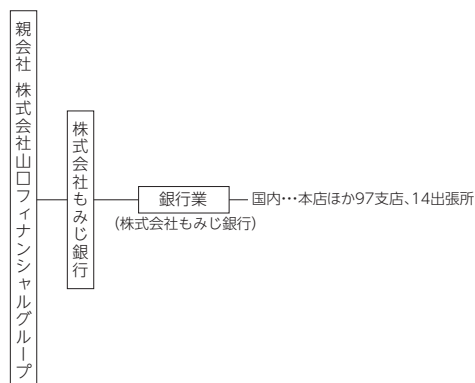 親会社 株式会社山口フィナンシャルグループ
株式会社もみじ銀行
銀行業
(株式会社もみじ銀行)
国内…本店ほか97支店、14出張所